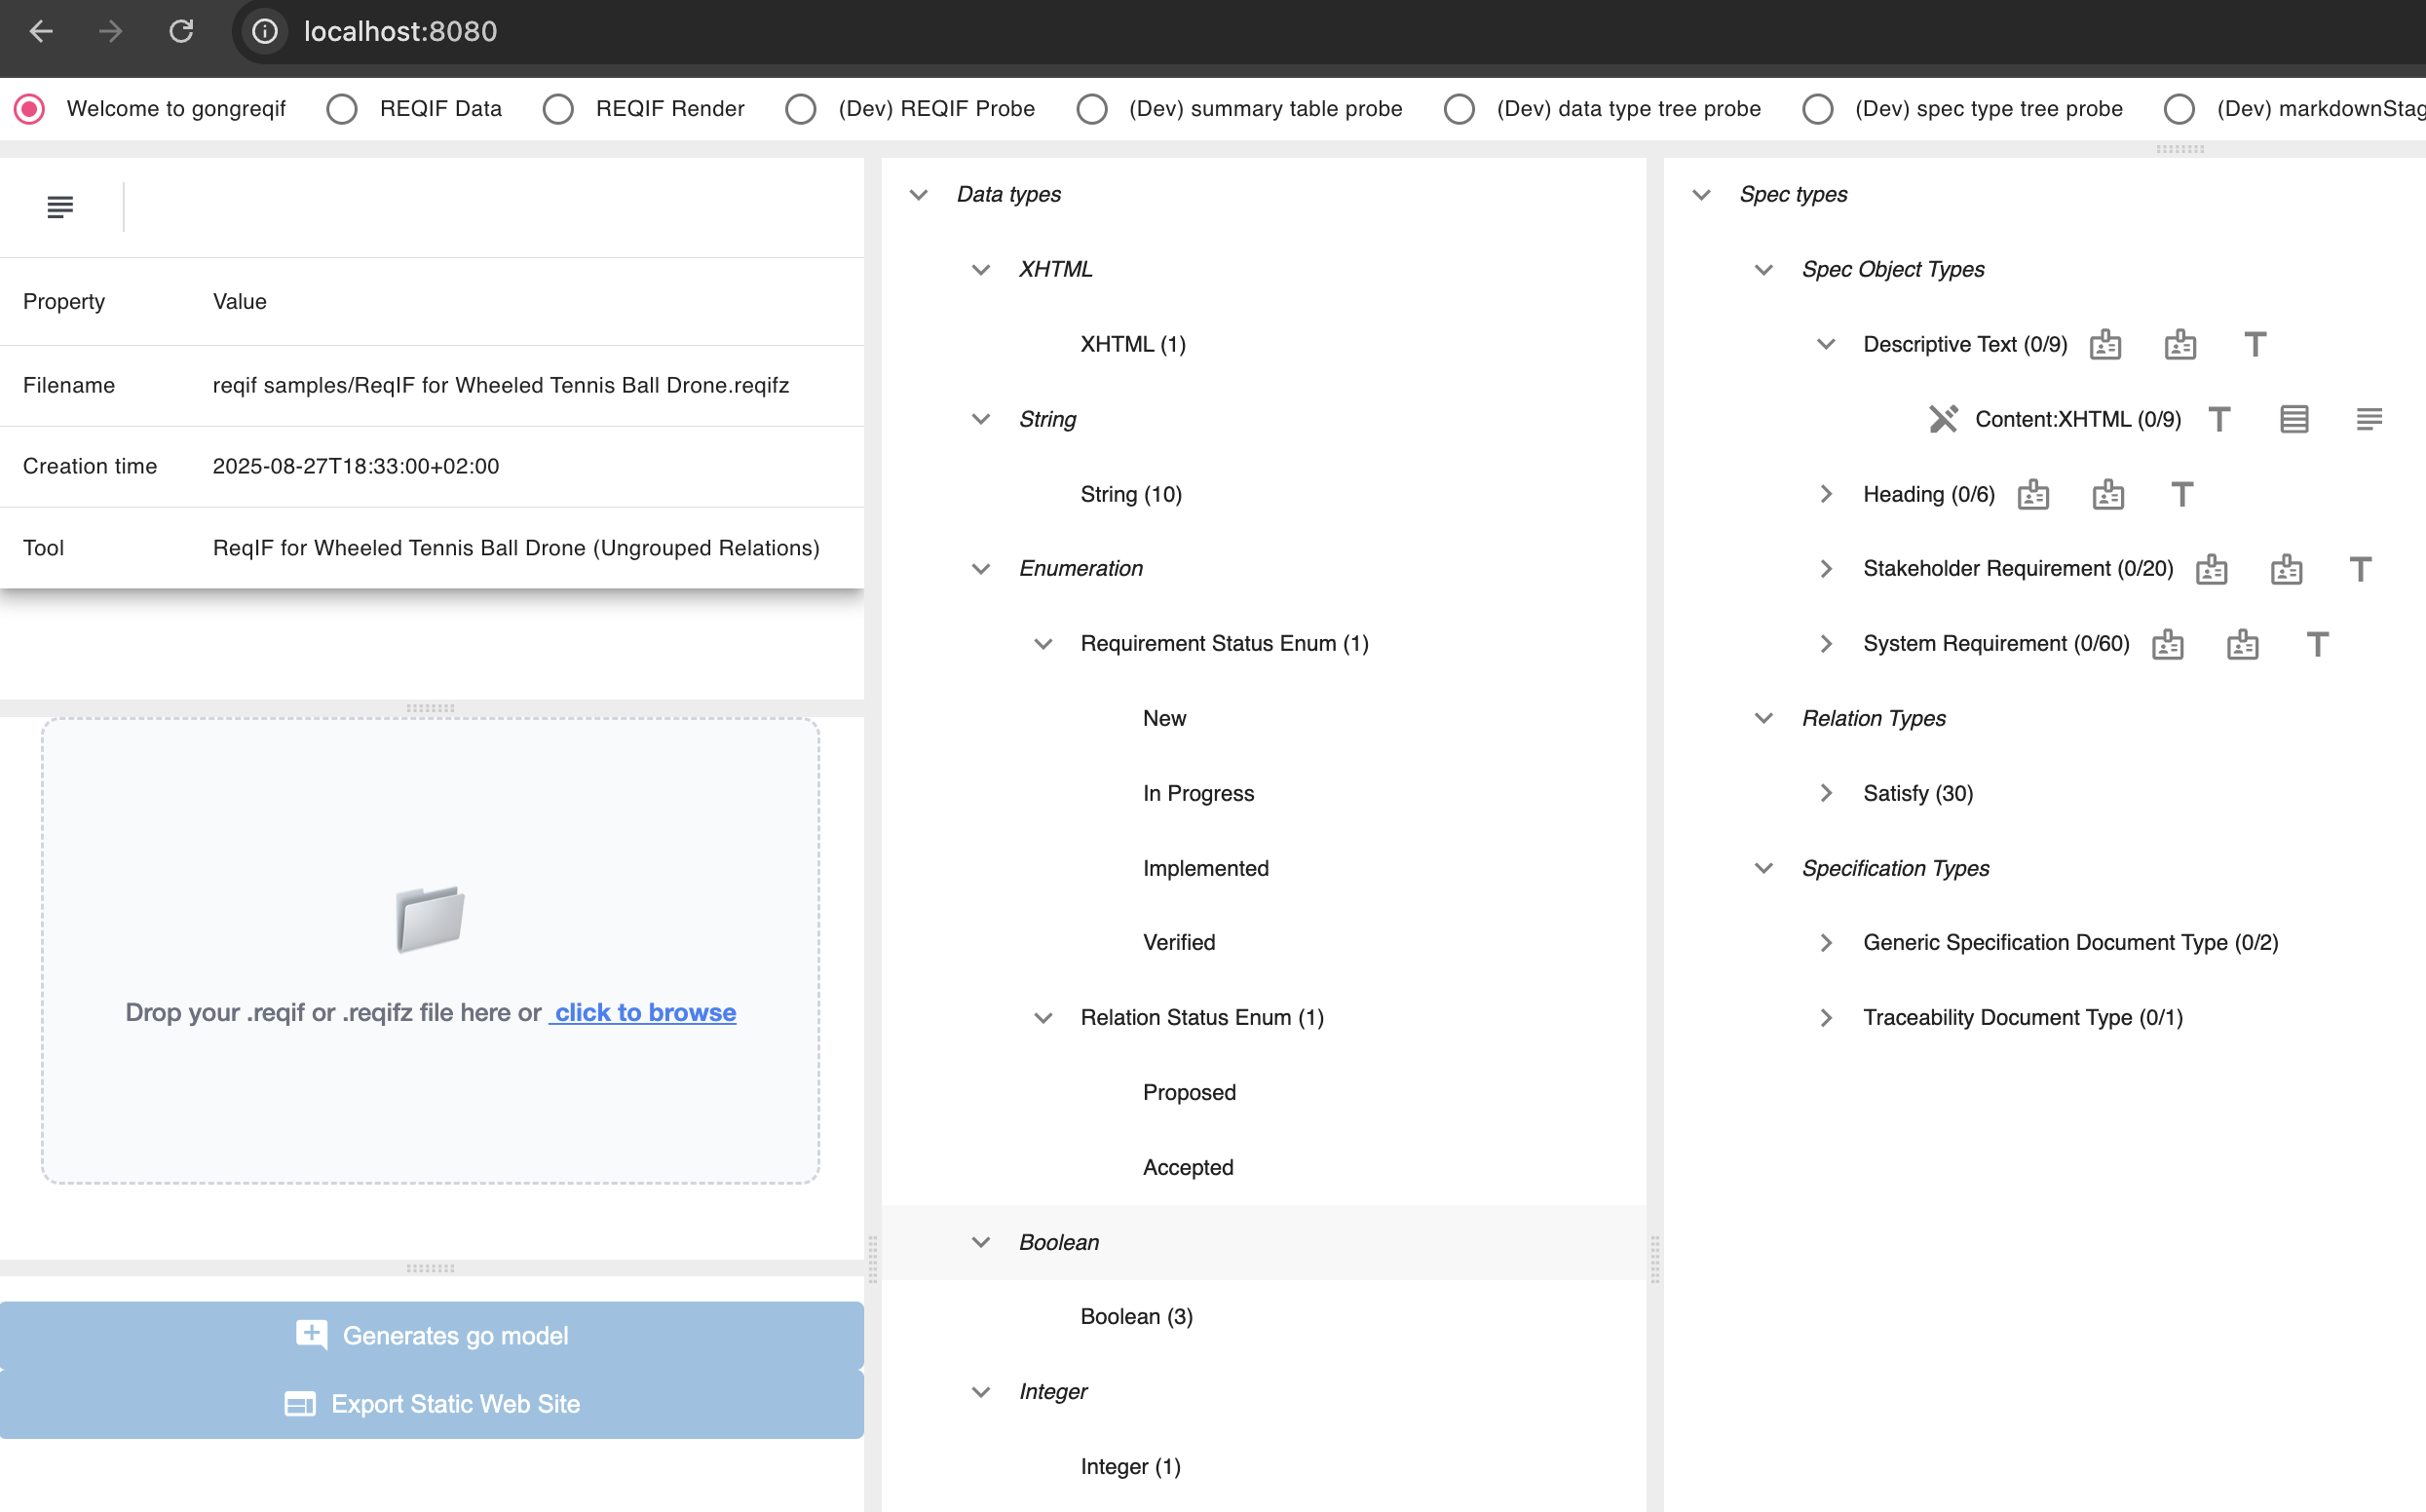 localhost:8080
Welcome to gongreqif REQIF Data REQIF Render (Dev) REQIF Probe (Dev) summary table probe (Dev) data type tree probe (Dev) spec type tree probe (Dev) markdownStag
Property Value
Filename reqif samples/ReqIF for Wheeled Tennis Ball Drone.reqifz
Creation time 2025-08-27T18:33:00+02:00
Tool ReqIF for Wheeled Tennis Ball Drone (Ungrouped Relations)
Drop your .reqif or .reqifz file here or click to browse
Generates go model
Export Static Web Site
Data types
XHTML
XHTML (1)
String
String (10)
Enumeration
Requirement Status Enum (1)
New
In Progress
Implemented
Verified
Relation Status Enum (1)
Proposed
Accepted
Boolean
Boolean (3)
Integer
Integer (1)
Spec types
Spec Object Types
Descriptive Text (0/9)
Content:XHTML (0/9)
Heading (0/6)
Stakeholder Requirement (0/20)
System Requirement (0/60)
Relation Types
Satisfy (30)
Specification Types
Generic Specification Document Type (0/2)
Traceability Document Type (0/1)